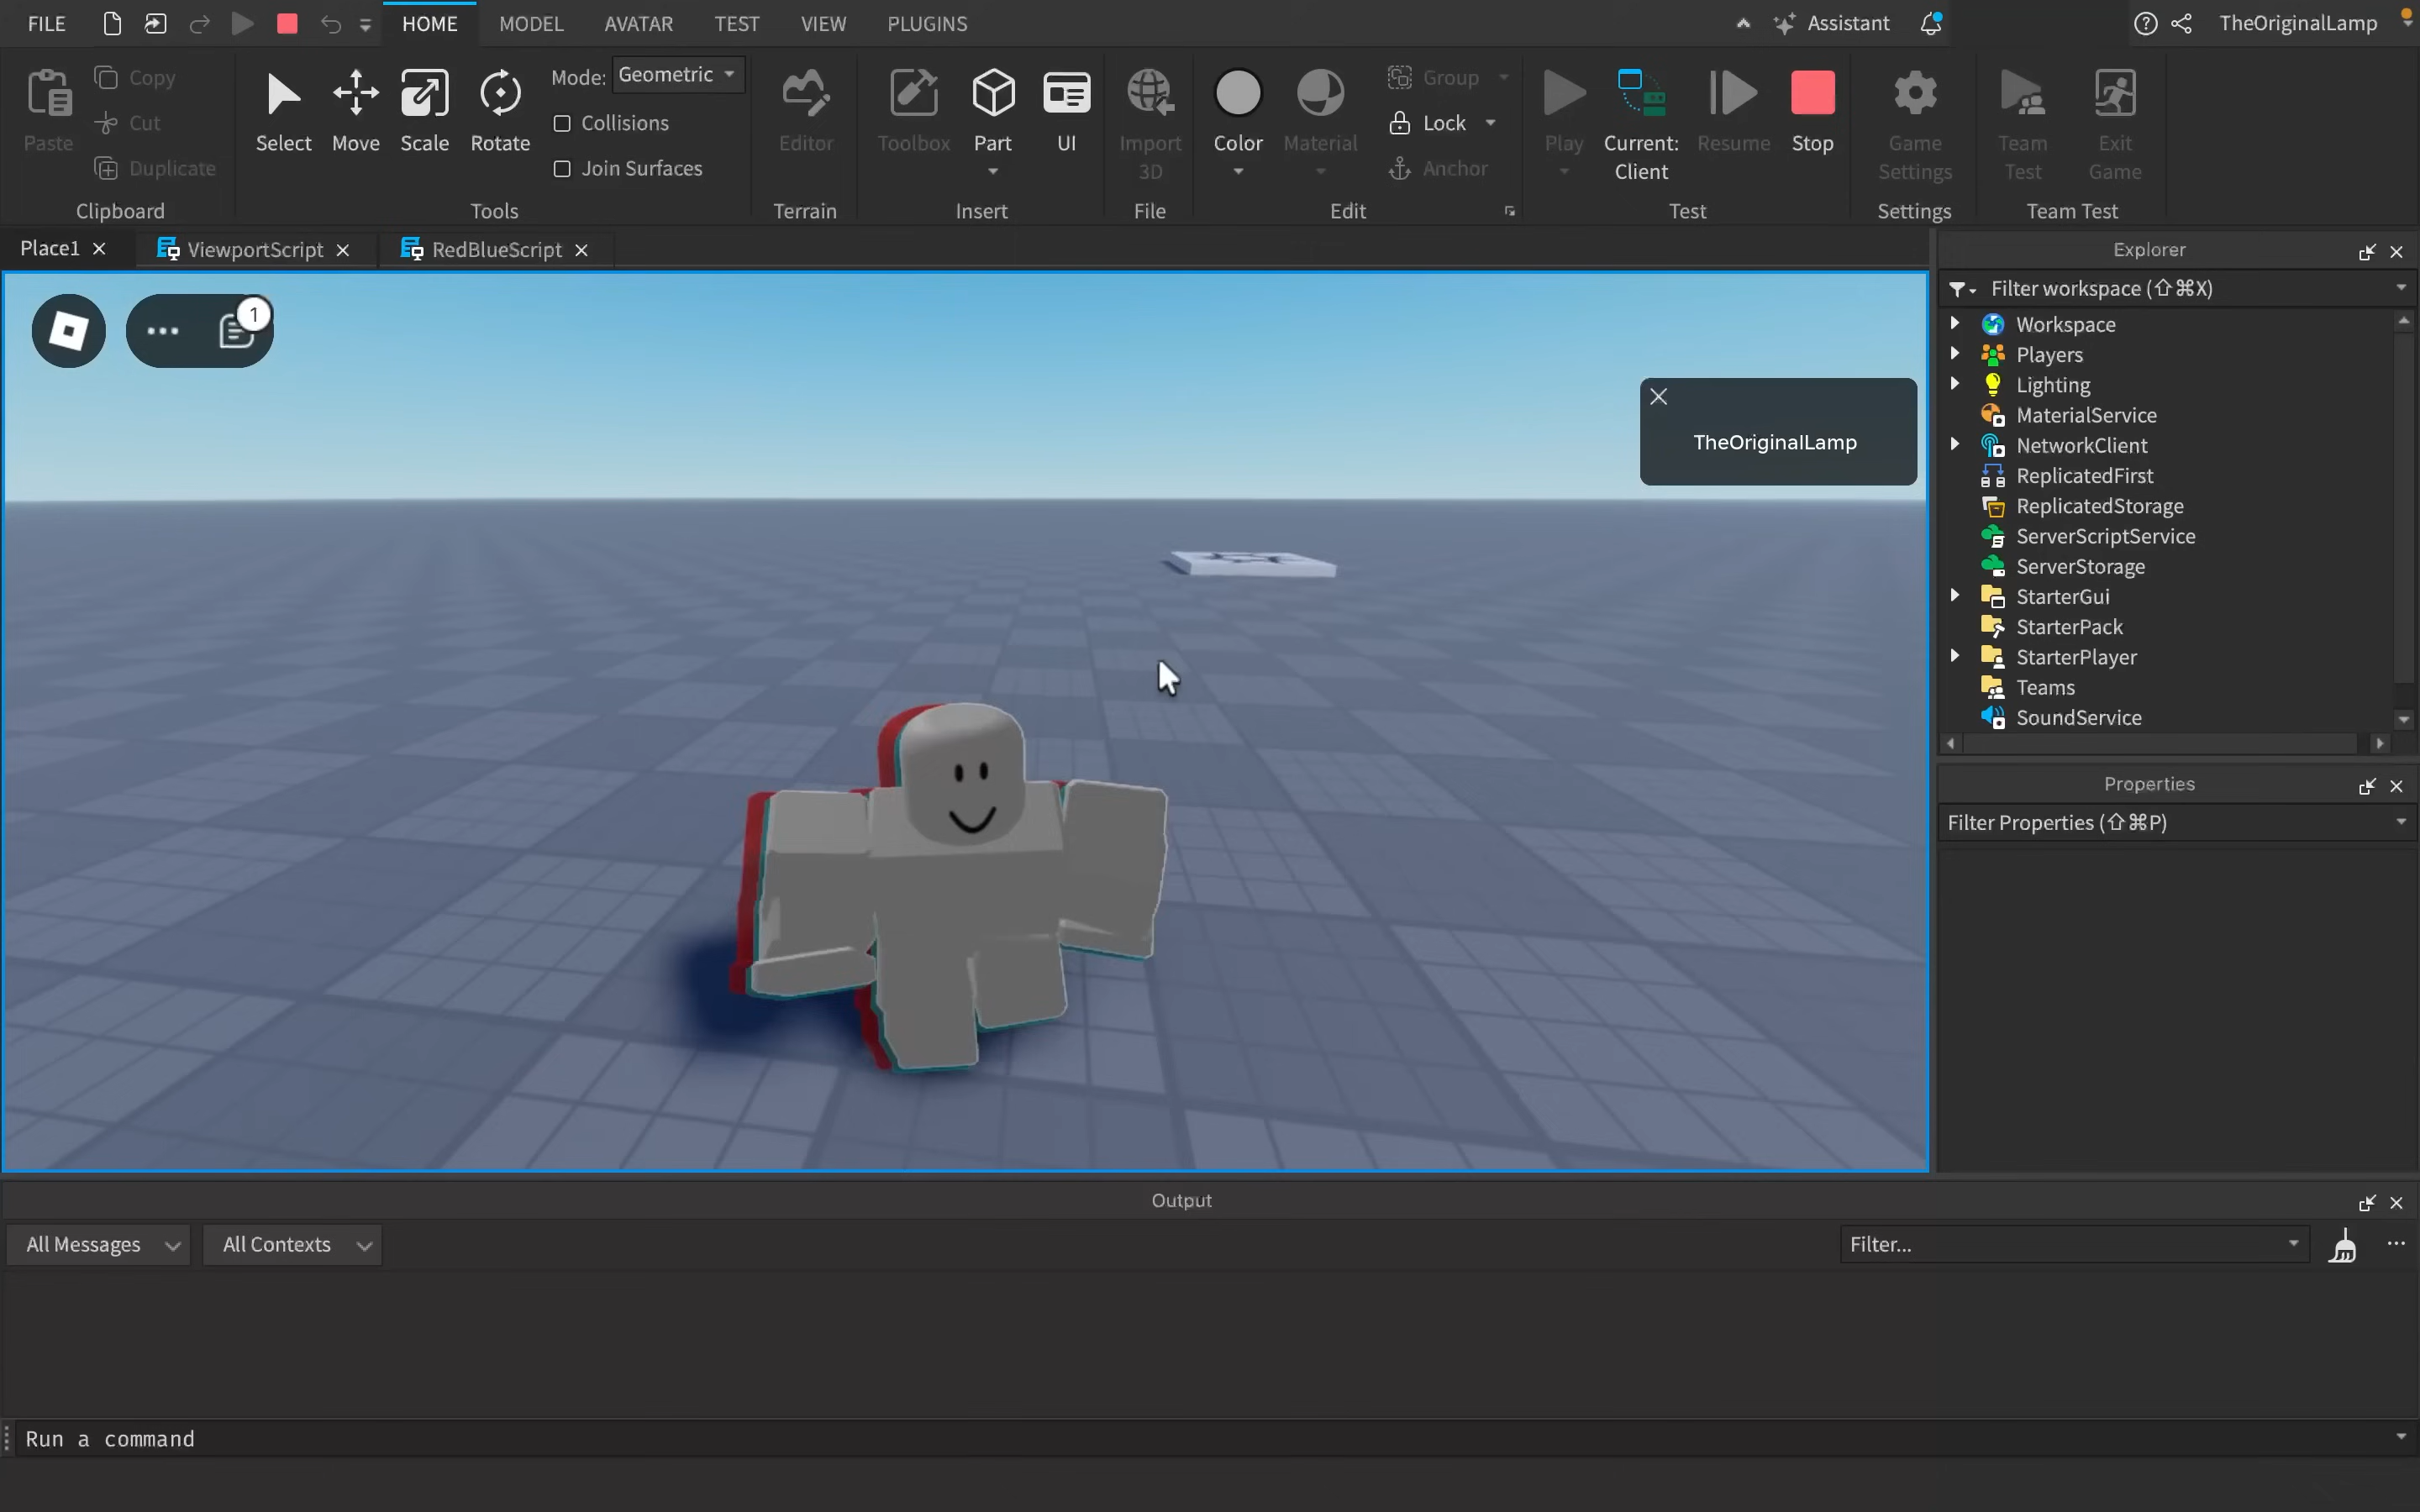 FILE HOME MODEL AVATAR TEST VIEW PLUGINS Assistant TheOriginalLamp
Paste Copy Cut Duplicate
Clipboard
Select Move Scale Rotate Mode: Geometric
Collisions
Join Surfaces
Tools
Editor
Terrain
Toolbox Part UI
Insert
Import
3D
File
Color Material Group
Lock
Anchor
Edit
Play Current: Client Resume Stop
Test
Game Settings
Settings
Team Test Exit Game
Team Test
Place1 ViewportScript RedBlueScript
1
TheOriginalLamp
Explorer
Filter workspace (⇧⌘X)
Workspace
Players
Lighting
MaterialService
NetworkClient
ReplicatedFirst
ReplicatedStorage
ServerScriptService
ServerStorage
StarterGui
StarterPack
StarterPlayer
Teams
SoundService
Properties
Filter Properties (⇧⌘P)
Output
All Messages All Contexts Filter...
Run a command